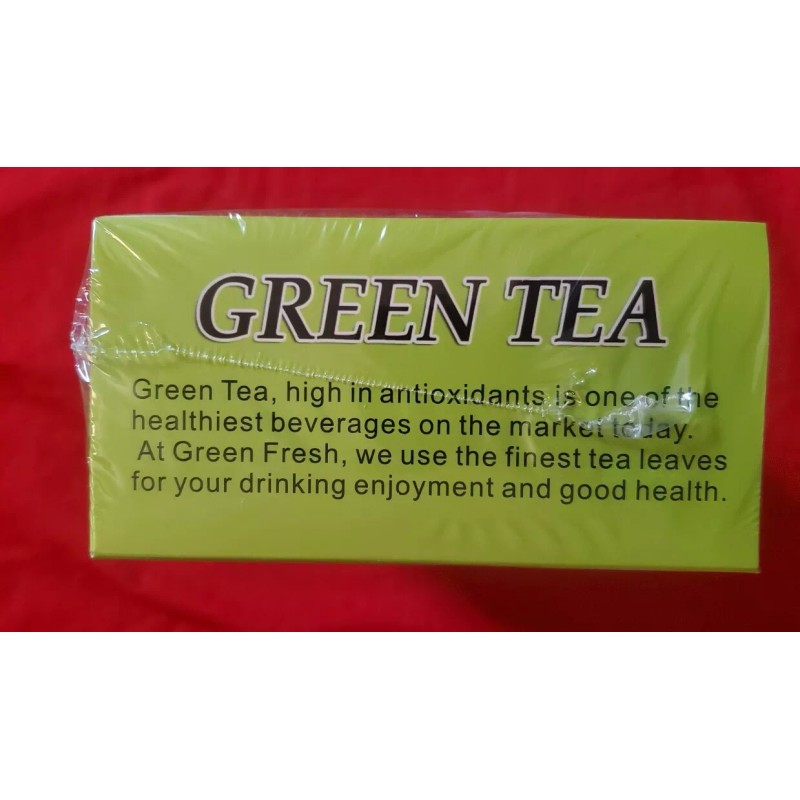 GREEN TEA
Green Tea, high in antioxidants is one of the
healthiest beverages on the market today.
At Green Fresh, we use the finest tea leaves
for your drinking enjoyment and good health.